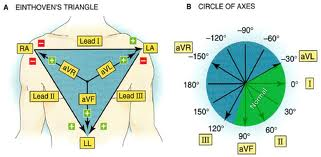 A EINTHOVEN'S TRIANGLE
RA
Lead I
LA
aVR
aVL
Lead II
aVF
Lead III
LL
B CIRCLE OF AXES
-90°
-120°
-60°
-150°
-30°
aVR
aVL
180°
0°
I
Normal
150°
30°
120°
60°
90°
III
aVF
II